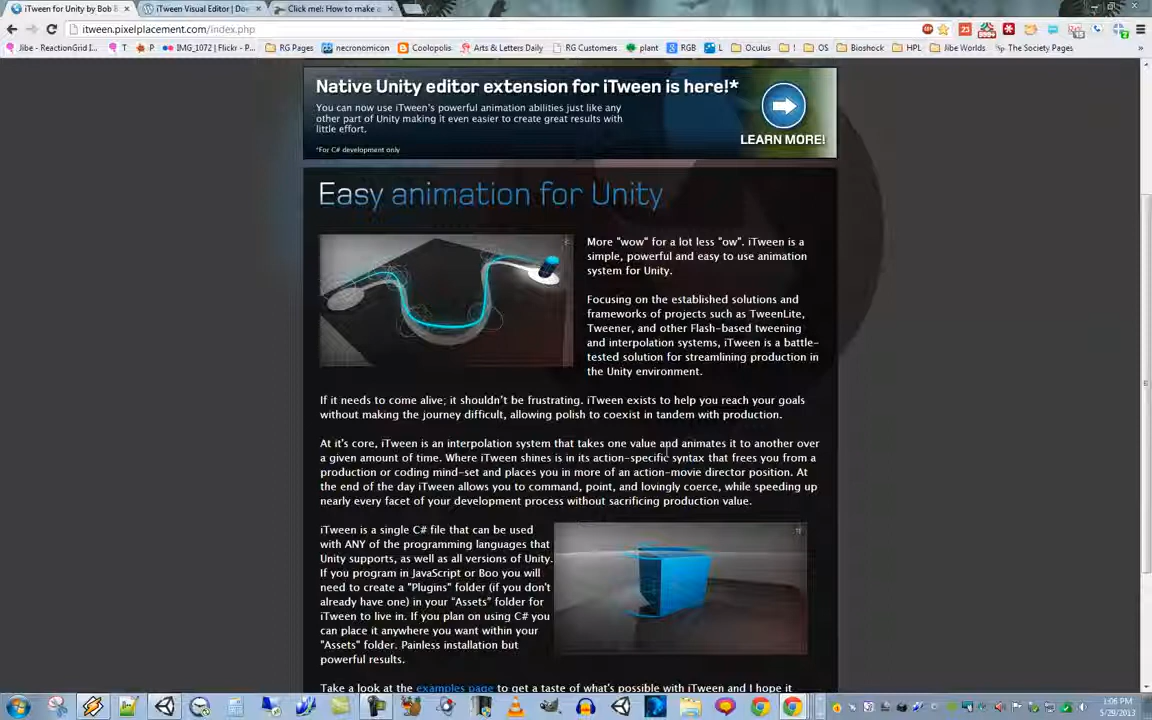 iTween for Unity by Bob B
iTween Visual Editor | Doc
Click me!: How to make a
itween.pixelplacement.com/index.php
Jibe - ReactionGrid I...
T
P
IMG_1072 | Flickr - P...
RG Pages
necronomicon
Coolopolis
Arts & Letters Daily
RG Customers
plant
RGB
L
Oculus
!
OS
Bioshock
HPL
Jibe Worlds
The Society Pages
Native Unity editor extension for iTween is here!*
You can now use iTween's powerful animation abilities just like any
other part of Unity making it even easier to create great results with
little effort.
*For C# development only
LEARN MORE!
Easy animation for Unity
More "wow" for a lot less "ow". iTween is a
simple, powerful and easy to use animation
system for Unity.
Focusing on the established solutions and
frameworks of projects such as TweenLite,
Tweener, and other Flash-based tweening
and interpolation systems, iTween is a battle-
tested solution for streamlining production in
the Unity environment.
If it needs to come alive; it shouldn't be frustrating. iTween exists to help you reach your goals
without making the journey difficult, allowing polish to coexist in tandem with production.
At it's core, iTween is an interpolation system that takes one value and animates it to another over
a given amount of time. Where iTween shines is in its action-specific syntax that frees you from a
production or coding mind-set and places you in more of an action-movie director position. At
the end of the day iTween allows you to command, point, and lovingly coerce, while speeding up
nearly every facet of your development process without sacrificing production value.
iTween is a single C# file that can be used
with ANY of the programming languages that
Unity supports, as well as all versions of Unity.
If you program in JavaScript or Boo you will
need to create a "Plugins" folder (if you don't
already have one) in your "Assets" folder for
iTween to live in. If you plan on using C# you
can place it anywhere you want within your
"Assets" folder. Painless installation but
powerful results.
Take a look at the examples page to get a taste of what's possible with iTween and I hope it
1:06 PM
5/29/2013